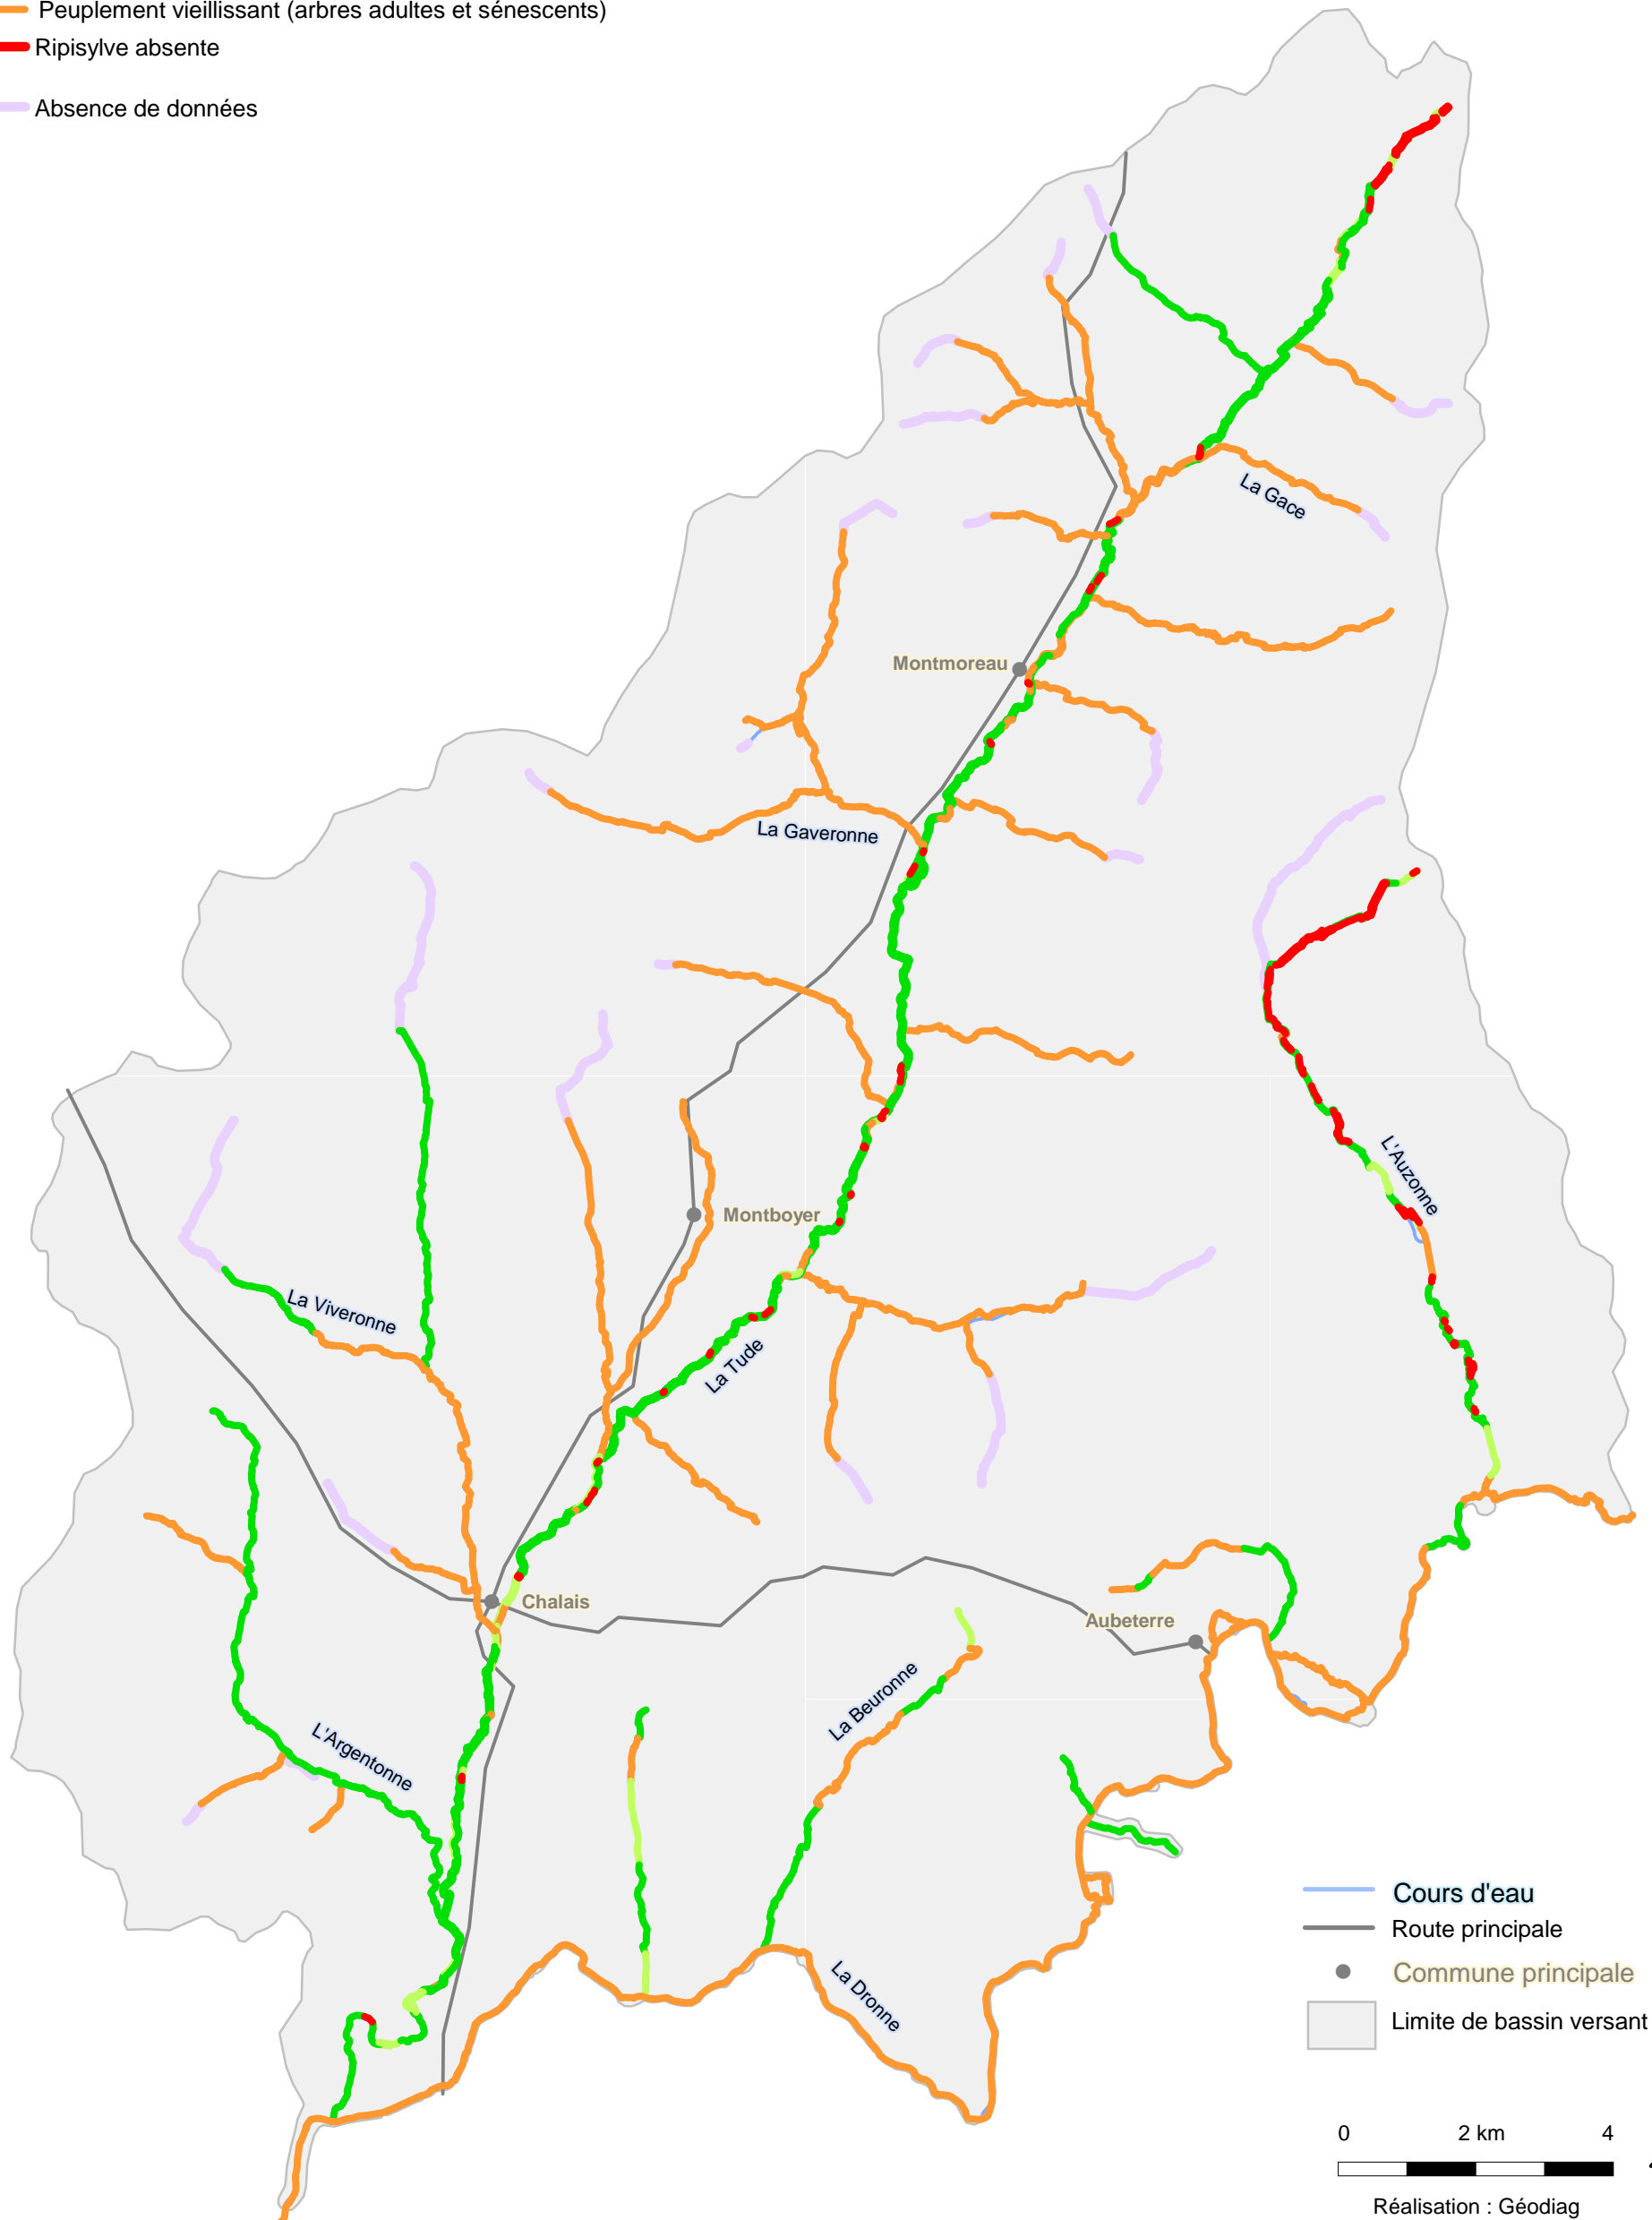 Peuplement vieillissant (arbres adultes et sénescents)
Ripisylve absente
Absence de données
La Gace
Montmoreau
La Gaveronne
L'Auzonne
Montboyer
La Viveronne
La Tude
Chalais
Aubeterre
La Beuronne
L'Argentonne
La Dronne
Cours d'eau
Route principale
Commune principale
Limite de bassin versant
0 2 km 4
Réalisation : Géodiag